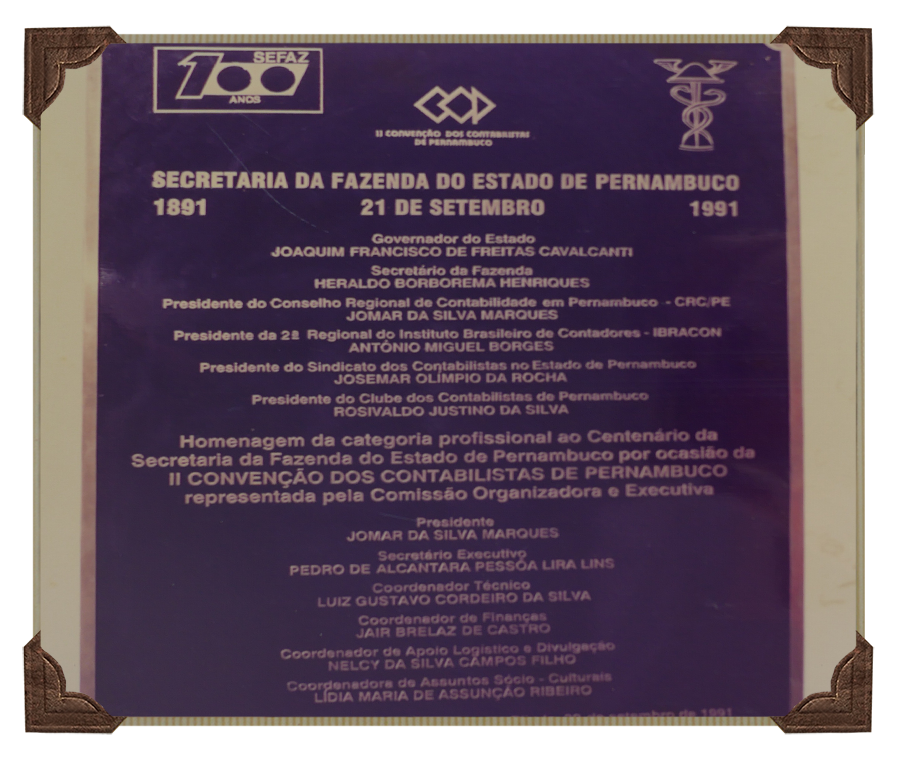 100 SEFAZ
ANOS
II CONVENÇÃO DOS CONTABILISTAS
DE PERNAMBUCO
SECRETARIA DA FAZENDA DO ESTADO DE PERNAMBUCO
1891 21 DE SETEMBRO 1991
Governador do Estado
JOAQUIM FRANCISCO DE FREITAS CAVALCANTI
Secretário da Fazenda
HERALDO BORBOREMA HENRIQUES
Presidente do Conselho Regional de Contabilidade em Pernambuco - CRC/PE
JOMAR DA SILVA MARQUES
Presidente da 2ª Regional do Instituto Brasileiro de Contadores - IBRACON
ANTÔNIO MIGUEL BORGES
Presidente do Sindicato dos Contabilistas no Estado de Pernambuco
JOSEMAR OLÍMPIO DA ROCHA
Presidente do Clube dos Contabilistas de Pernambuco
ROSIVALDO JUSTINO DA SILVA
Homenagem da categoria profissional ao Centenário da
Secretaria da Fazenda do Estado de Pernambuco por ocasião da
II CONVENÇÃO DOS CONTABILISTAS DE PERNAMBUCO
representada pela Comissão Organizadora e Executiva
Presidente
JOMAR DA SILVA MARQUES
Secretário Executivo
PEDRO DE ALCANTARA PESSÔA LIRA LINS
Coordenador Técnico
LUIZ GUSTAVO CORDEIRO DA SILVA
Coordenador de Finanças
JAIR BRELAZ DE CASTRO
Coordenador de Apoio Logístico e Divulgação
NELCY DA SILVA CAMPOS FILHO
Coordenadora de Assuntos Sócio - Culturais
LÍDIA MARIA DE ASSUNÇÃO RIBEIRO
de setembro de 1991